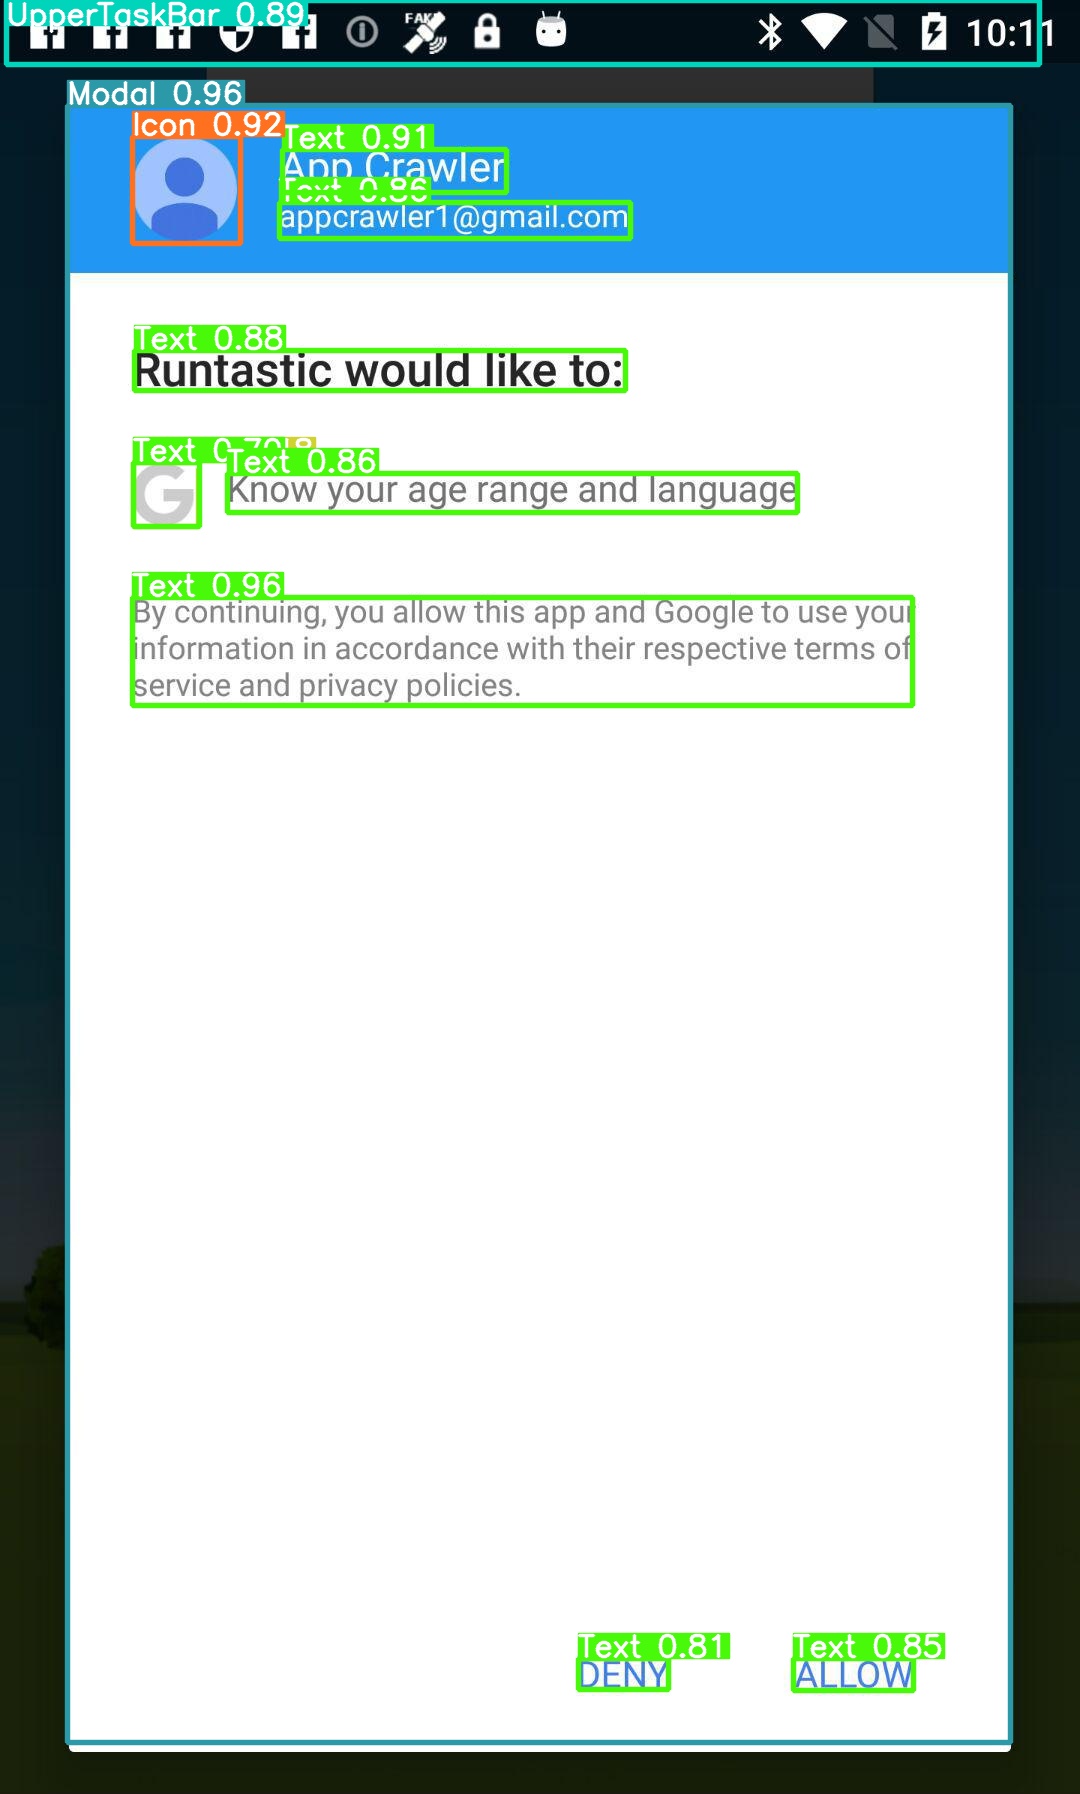 UpperTaskBar 0.89
FAKE
10:11
Modal 0.96
Icon 0.92
Text 0.91
App Crawler
Text 0.86
appcrawler1@gmail.com
Text 0.88
Runtastic would like to:
Text 0.70
Text 0.86
G
Know your age range and language
Text 0.96
By continuing, you allow this app and Google to use your
information in accordance with their respective terms of
service and privacy policies.
Text 0.81
Text 0.85
DENY
ALLOW